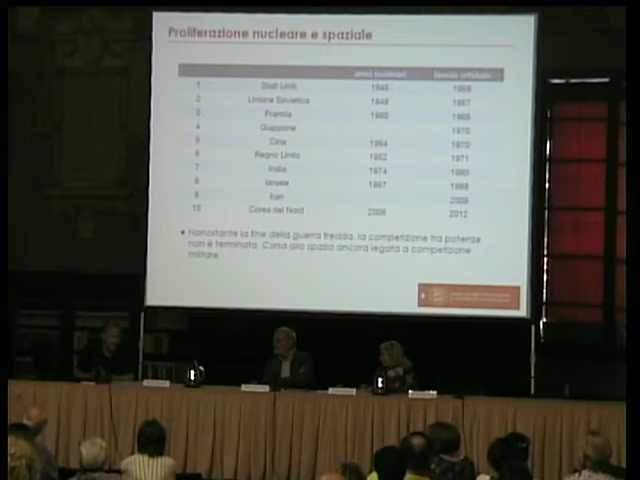 Proliferazione nucleare e spaziale
armi nucleari lancio orbitale
1 Stati Uniti 1945 1958
2 Unione Sovietica 1949 1957
3 Francia 1960 1965
4 Giappone 1970
5 Cina 1964 1970
6 Regno Unito 1952 1971
7 India 1974 1980
8 Israele 1967 1988
9 Iran 2009
10 Corea del Nord 2006 2012
• Nonostante la fine della guerra fredda, la competizione tra potenze
non è terminata. Corsa allo spazio ancora legata a competizione
militare